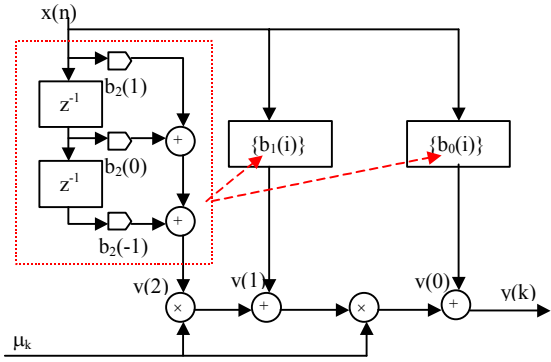 x(n)
b₂(1)
z⁻¹
{b₁(i)}
{b₀(i)}
+
b₂(0)
z⁻¹
+
b₂(-1)
v(2)
v(1)
v(0)
y(k)
×
+
×
+
μₖ